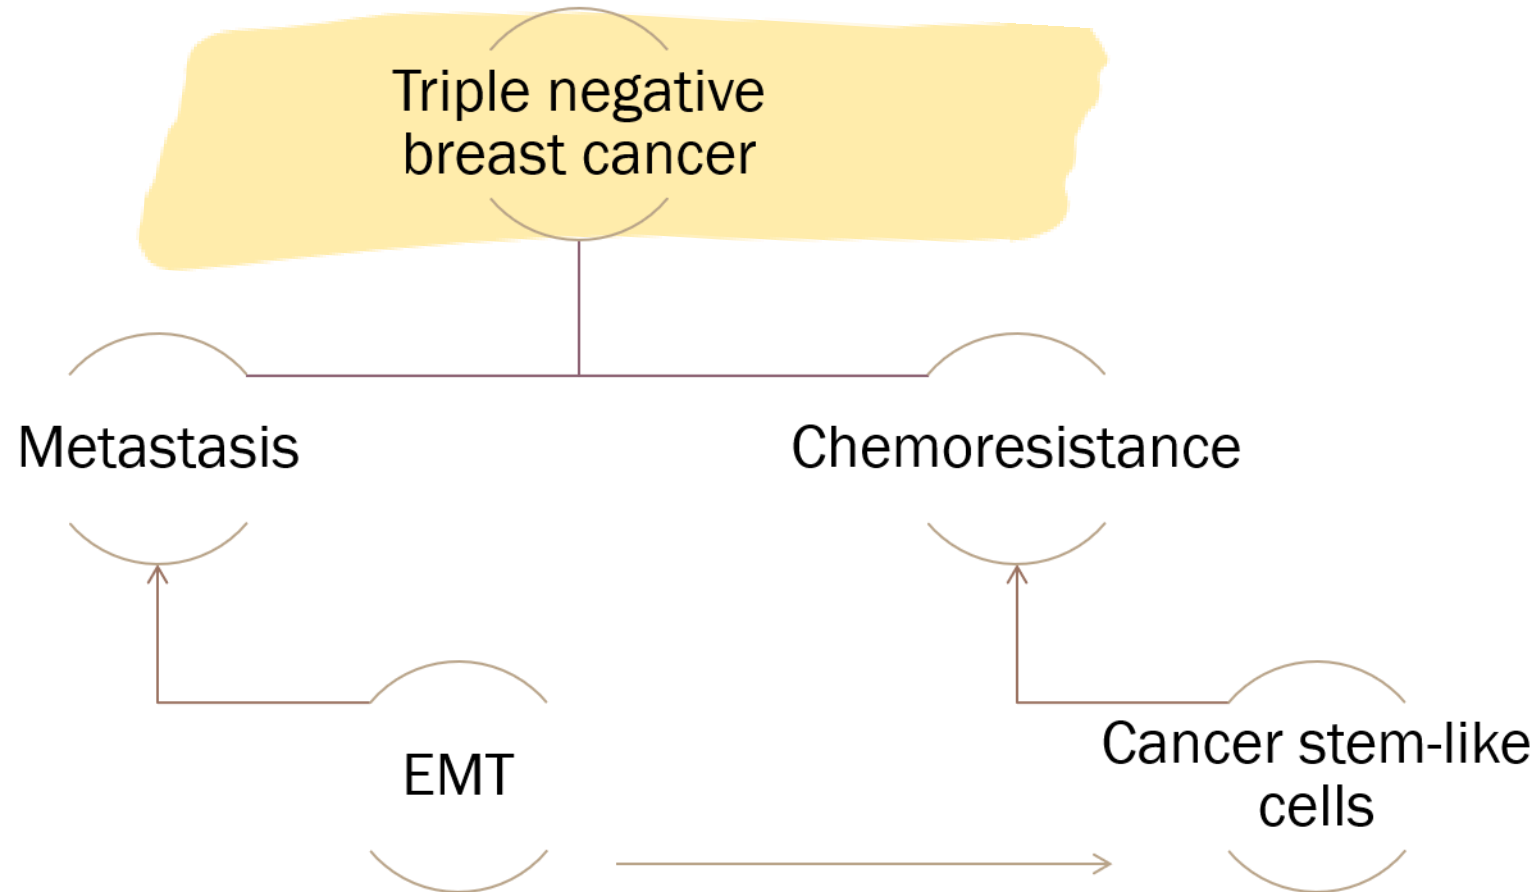 Triple negative
breast cancer
Metastasis
Chemoresistance
EMT
Cancer stem-like
cells